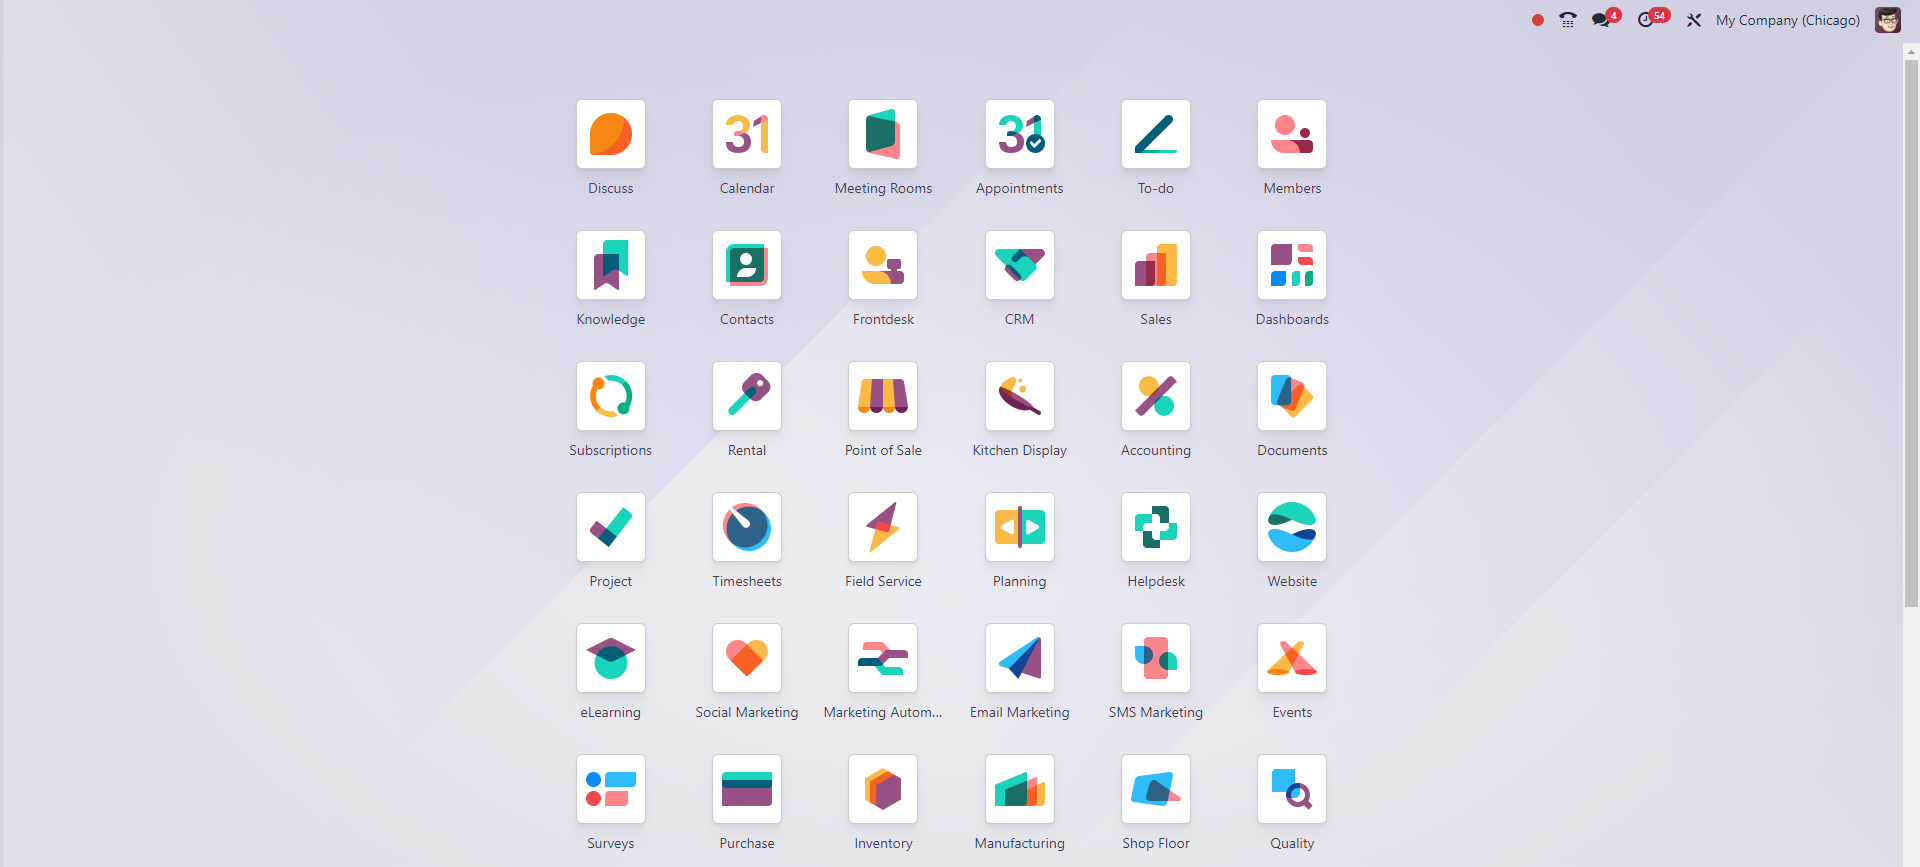 4 54 My Company (Chicago)
31 31
Discuss Calendar Meeting Rooms Appointments To-do Members
Knowledge Contacts Frontdesk CRM Sales Dashboards
Subscriptions Rental Point of Sale Kitchen Display Accounting Documents
Project Timesheets Field Service Planning Helpdesk Website
eLearning Social Marketing Marketing Autom... Email Marketing SMS Marketing Events
Surveys Purchase Inventory Manufacturing Shop Floor Quality